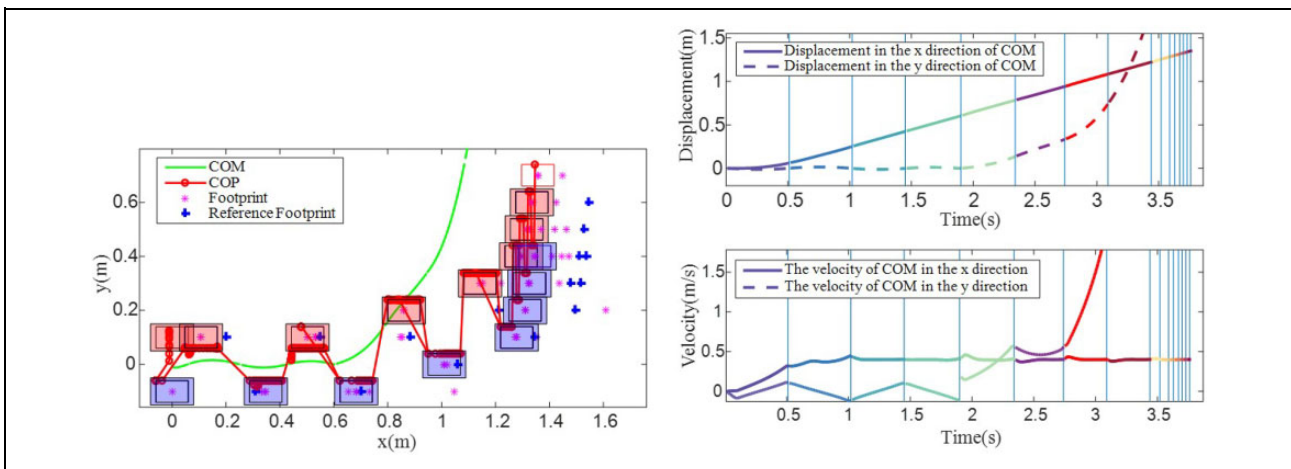 COM
COP
Footprint
Reference Footprint
y(m)
0.6
0.4
0.2
0
0
0.2
0.4
0.6
0.8
1
1.2
1.4
1.6
x(m)
Displacement in the x direction of COM
Displacement in the y direction of COM
Displacement(m)
1.5
1
0.5
0
0
0.5
1
1.5
2
2.5
3
3.5
Time(s)
The velocity of COM in the x direction
The velocity of COM in the y direction
Velocity(m/s)
1.5
1
0.5
0
0
0.5
1
1.5
2
2.5
3
3.5
Time(s)